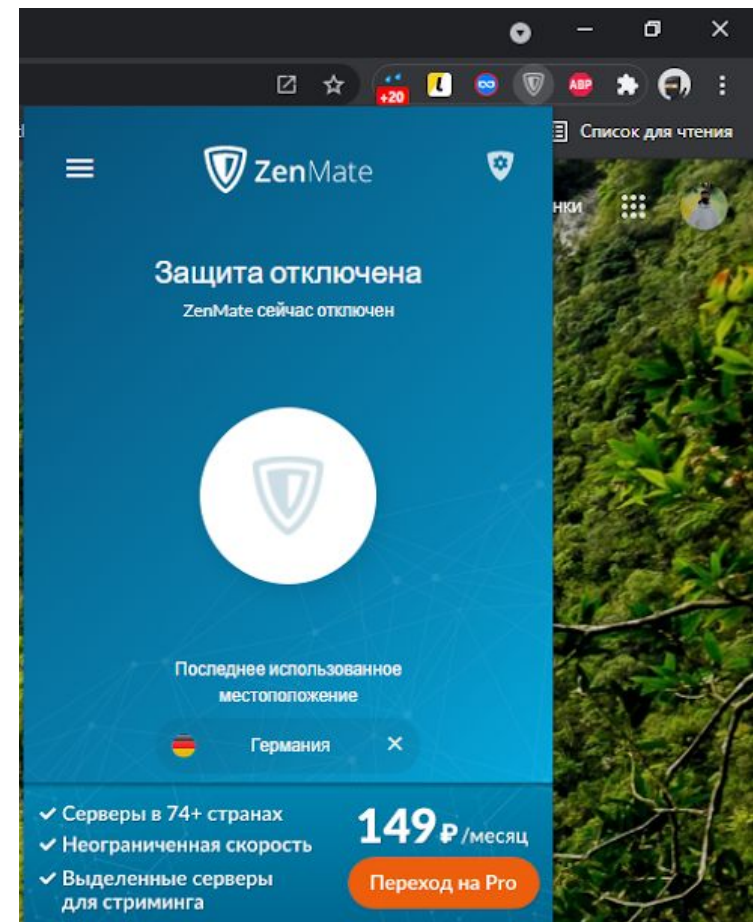 +20
ABP
Список для чтения
нки
ZenMate
Защита отключена
ZenMate сейчас отключен
Последнее использованное
местоположение
Германия
Серверы в 74+ странах
Неограниченная скорость
Выделенные серверы
для стриминга
149 ₽/месяц
Переход на Pro